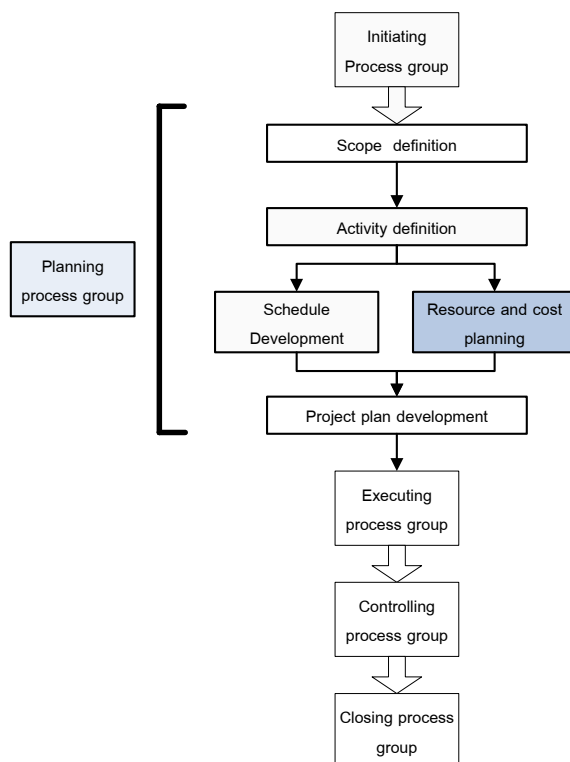 Initiating
Process group
Scope definition
Activity definition
Planning
process group
Schedule
Development
Resource and cost
planning
Project plan development
Executing
process group
Controlling
process group
Closing process
group